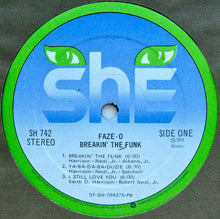 SHE
SH 742
STEREO
FAZE-O
BREAKIN' THE FUNK
SIDE ONE
1. BREAKIN' THE FUNK (6:00)
Harrison - Neal, Jr. - Aikens, Jr.
2. YA-BA-DA-BA-DUZIE (4:10)
Harrison - Neal, Jr. - Satchell
3. I STILL LOVE YOU (6:00)
Keith D. Harrison - Robert Neal, Jr.
ST-SH-794275-PR